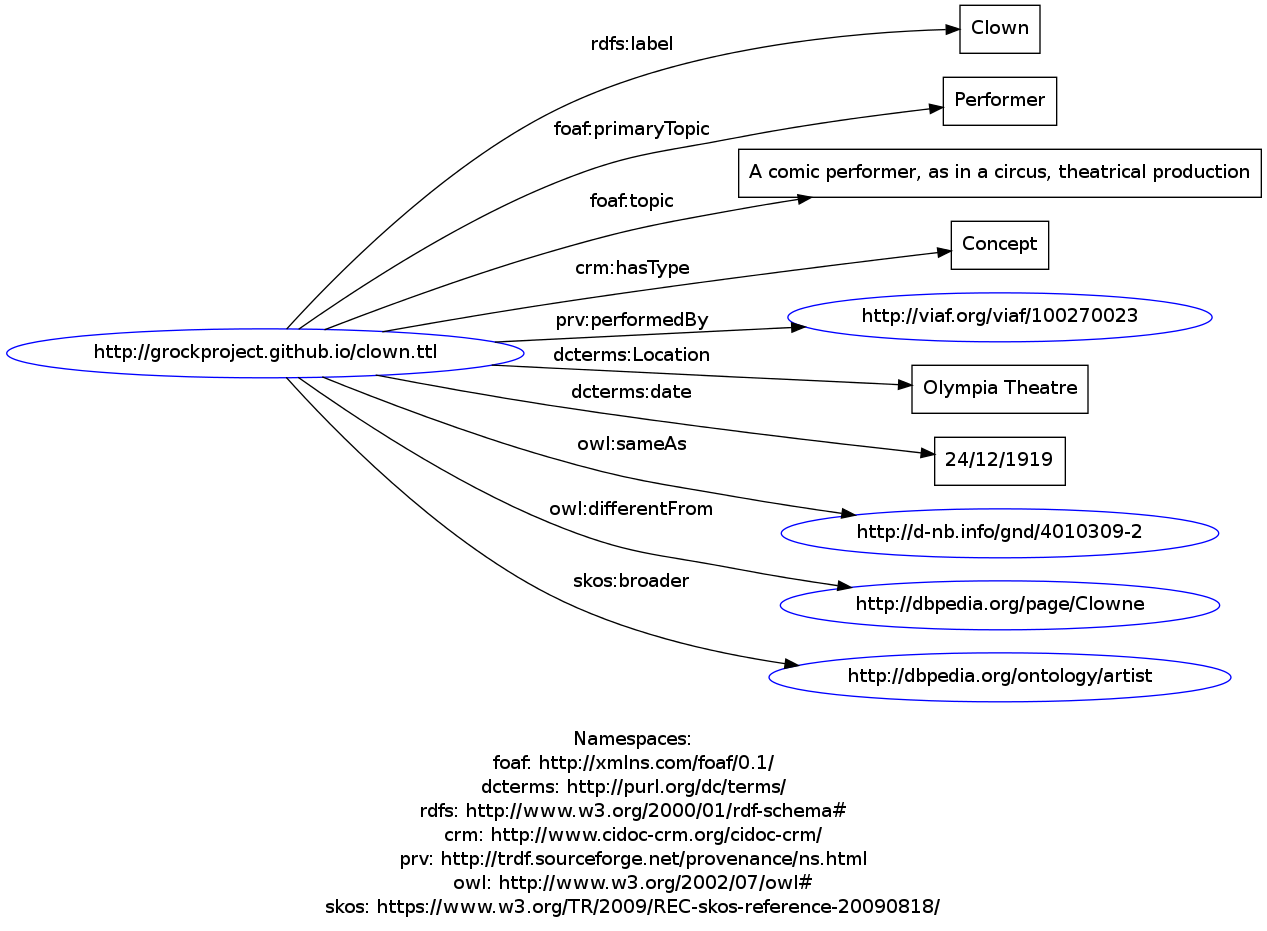 rdfs:label
Clown
foaf:primaryTopic
Performer
foaf:topic
A comic performer, as in a circus, theatrical production
crm:hasType
Concept
prv:performedBy
http://viaf.org/viaf/100270023
http://grockproject.github.io/clown.ttl
dcterms:Location
Olympia Theatre
dcterms:date
24/12/1919
owl:sameAs
http://d-nb.info/gnd/4010309-2
owl:differentFrom
http://dbpedia.org/page/Clowne
skos:broader
http://dbpedia.org/ontology/artist
Namespaces:
foaf: http://xmlns.com/foaf/0.1/
dcterms: http://purl.org/dc/terms/
rdfs: http://www.w3.org/2000/01/rdf-schema#
crm: http://www.cidoc-crm.org/cidoc-crm/
prv: http://trdf.sourceforge.net/provenance/ns.html
owl: http://www.w3.org/2002/07/owl#
skos: https://www.w3.org/TR/2009/REC-skos-reference-20090818/